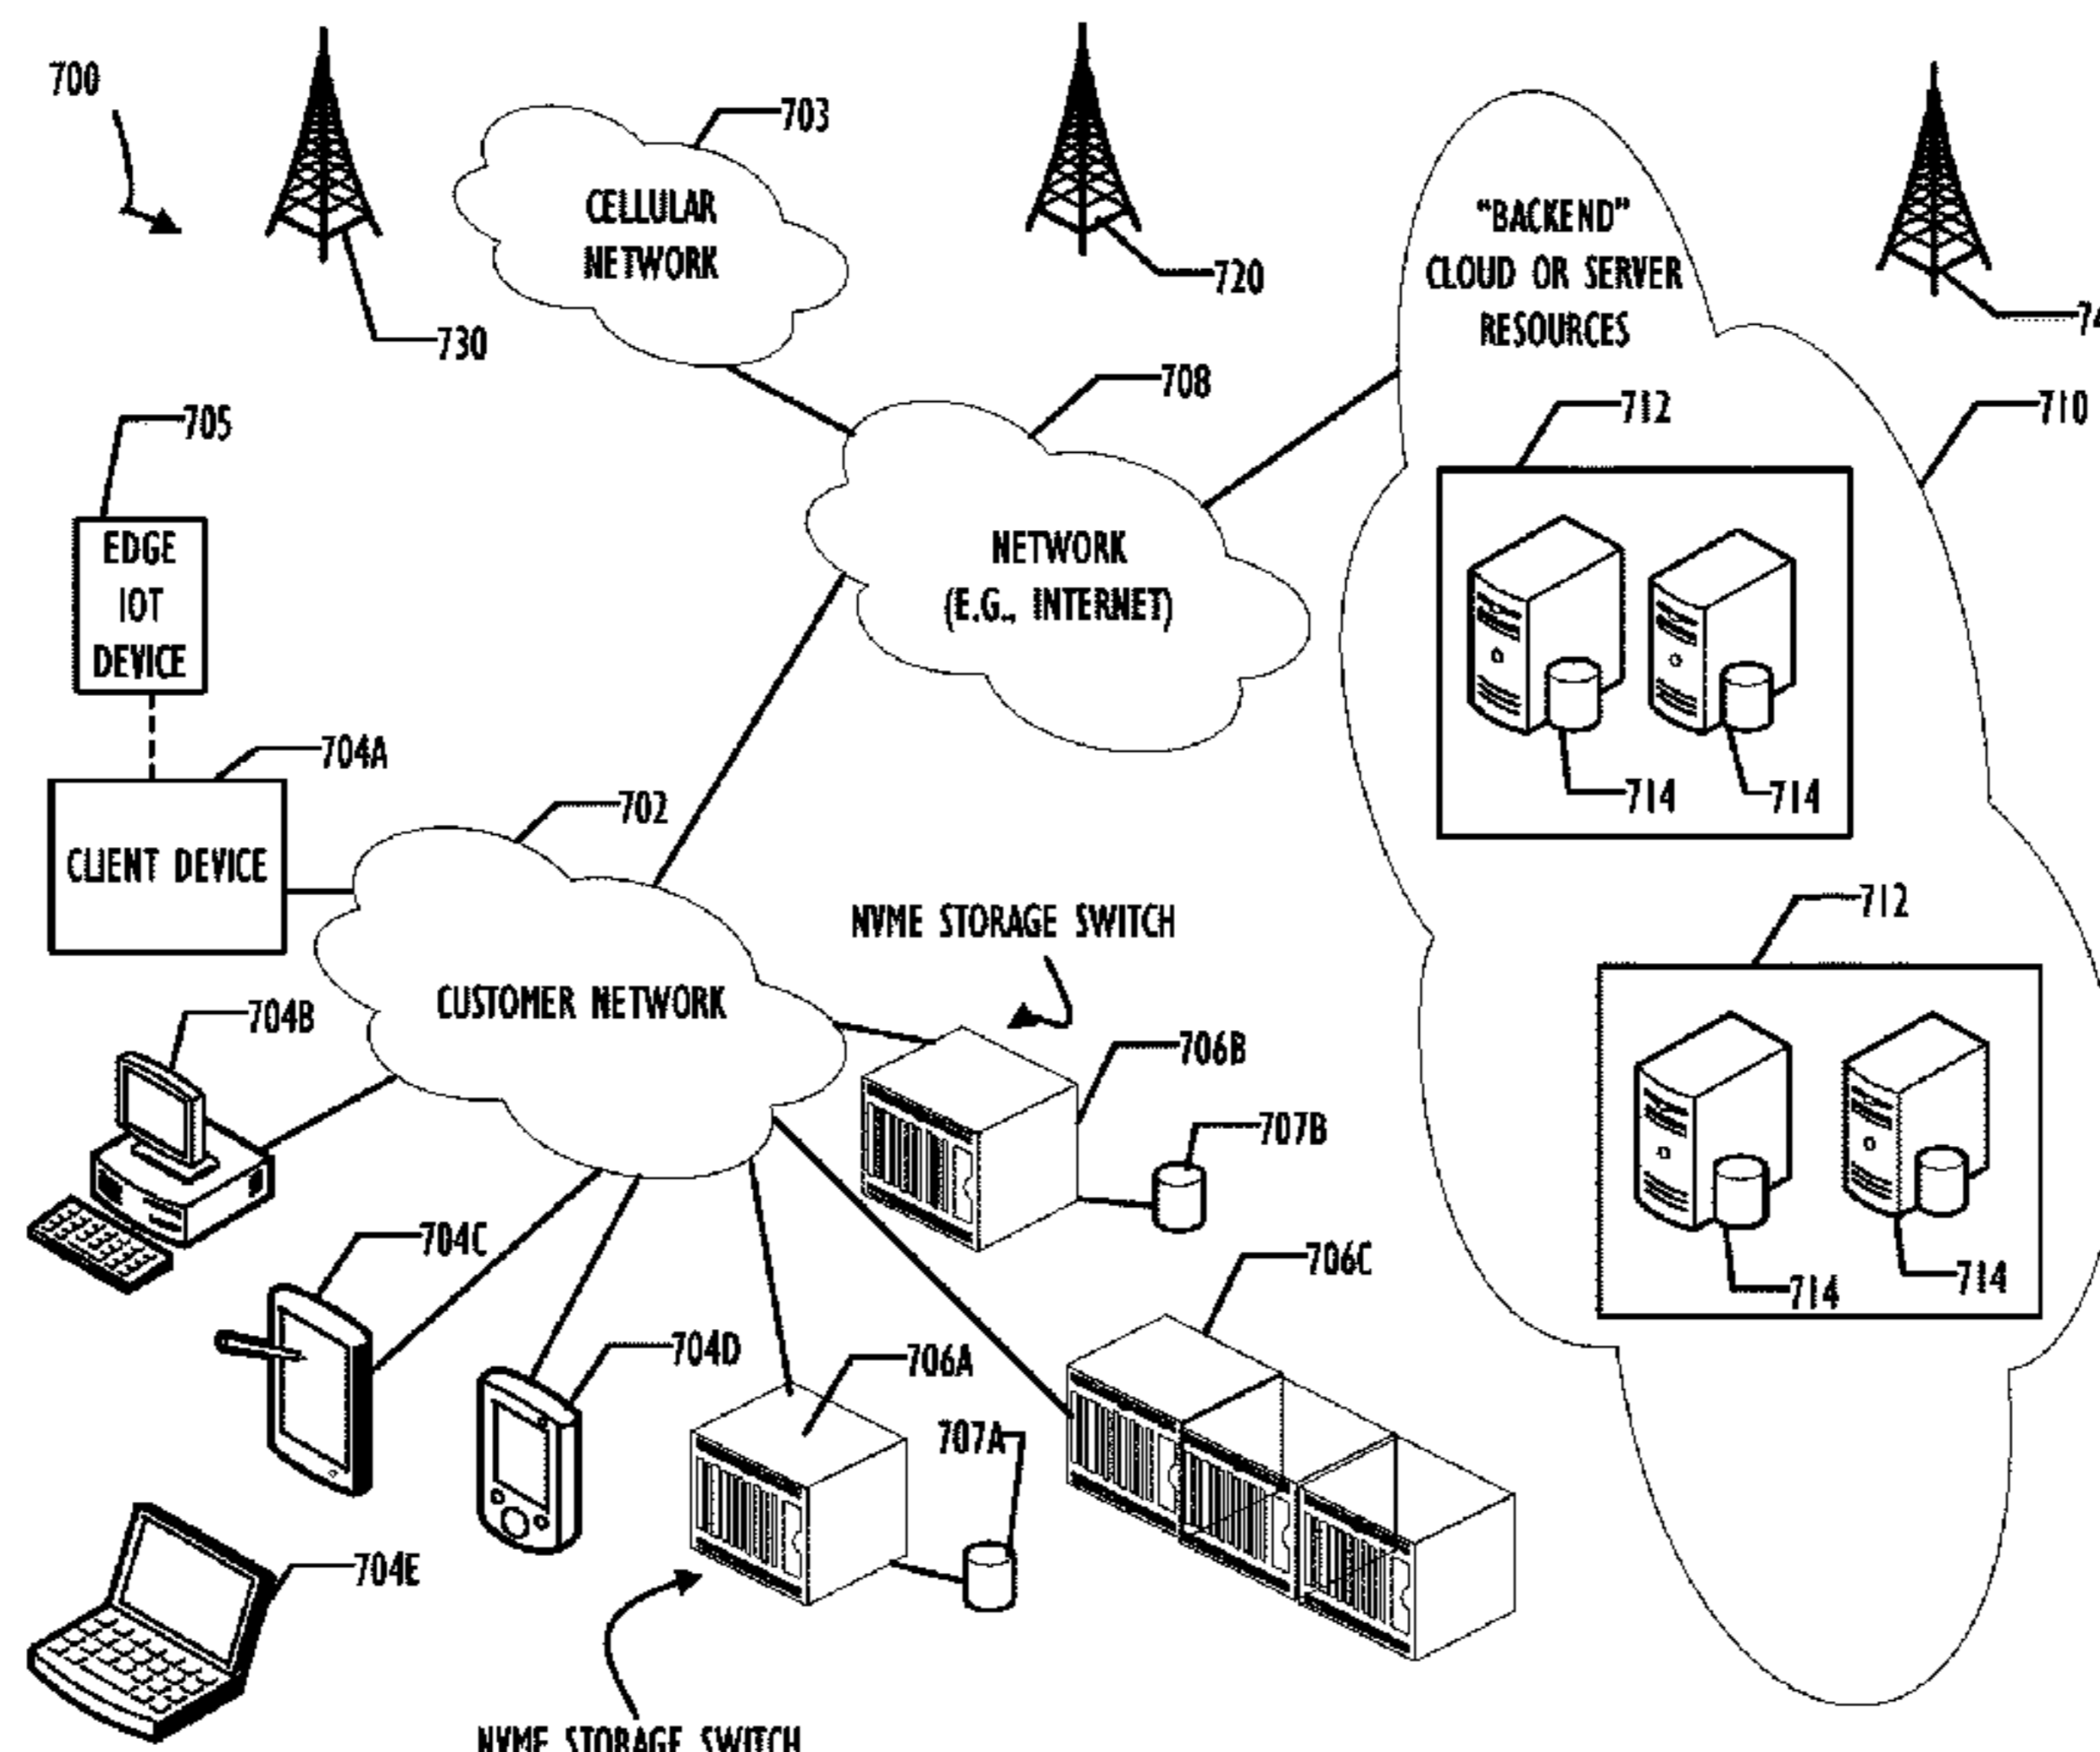 700
703
CELLULAR
NETWORK
730
720
"BACKEND"
CLOUD OR SERVER
RESOURCES
708
712
710
705
EDGE
IOT
DEVICE
NETWORK
(E.G., INTERNET)
714
714
704A
CLIENT DEVICE
702
CUSTOMER NETWORK
NVME STORAGE SWITCH
712
704B
706B
707B
704C
706C
714
714
704D
706A
707A
704E
NVME STORAGE SWITCH